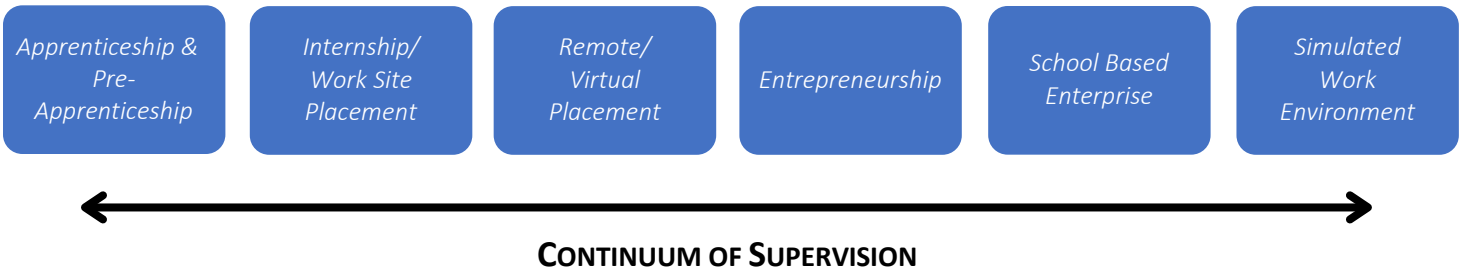 Apprenticeship &
Pre-
Apprenticeship
Internship/
Work Site
Placement
Remote/
Virtual
Placement
Entrepreneurship
School Based
Enterprise
Simulated
Work
Environment
CONTINUUM OF SUPERVISION